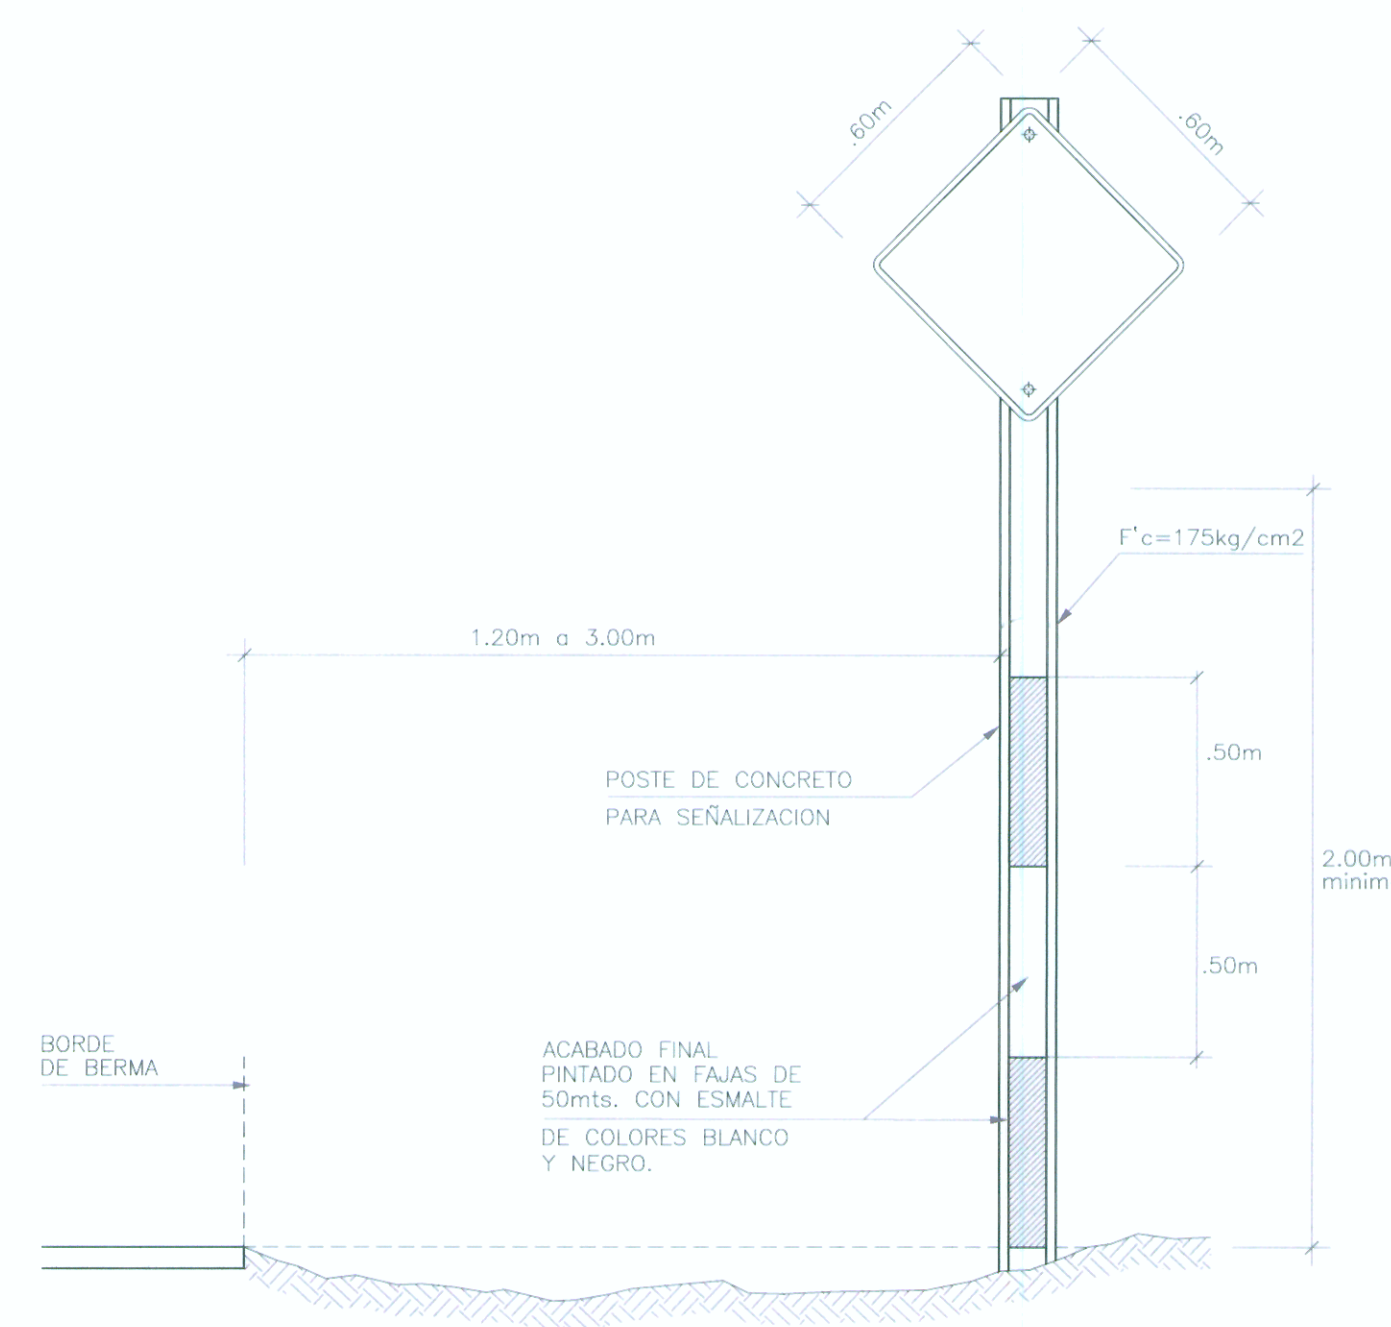 .60m
.60m
F'c=175kg/cm2
1.20m a 3.00m
.50m
POSTE DE CONCRETO
PARA SEÑALIZACION
2.00m
minim
.50m
BORDE
DE BERMA
ACABADO FINAL
PINTADO EN FAJAS DE
50mts. CON ESMALTE
DE COLORES BLANCO
Y NEGRO.